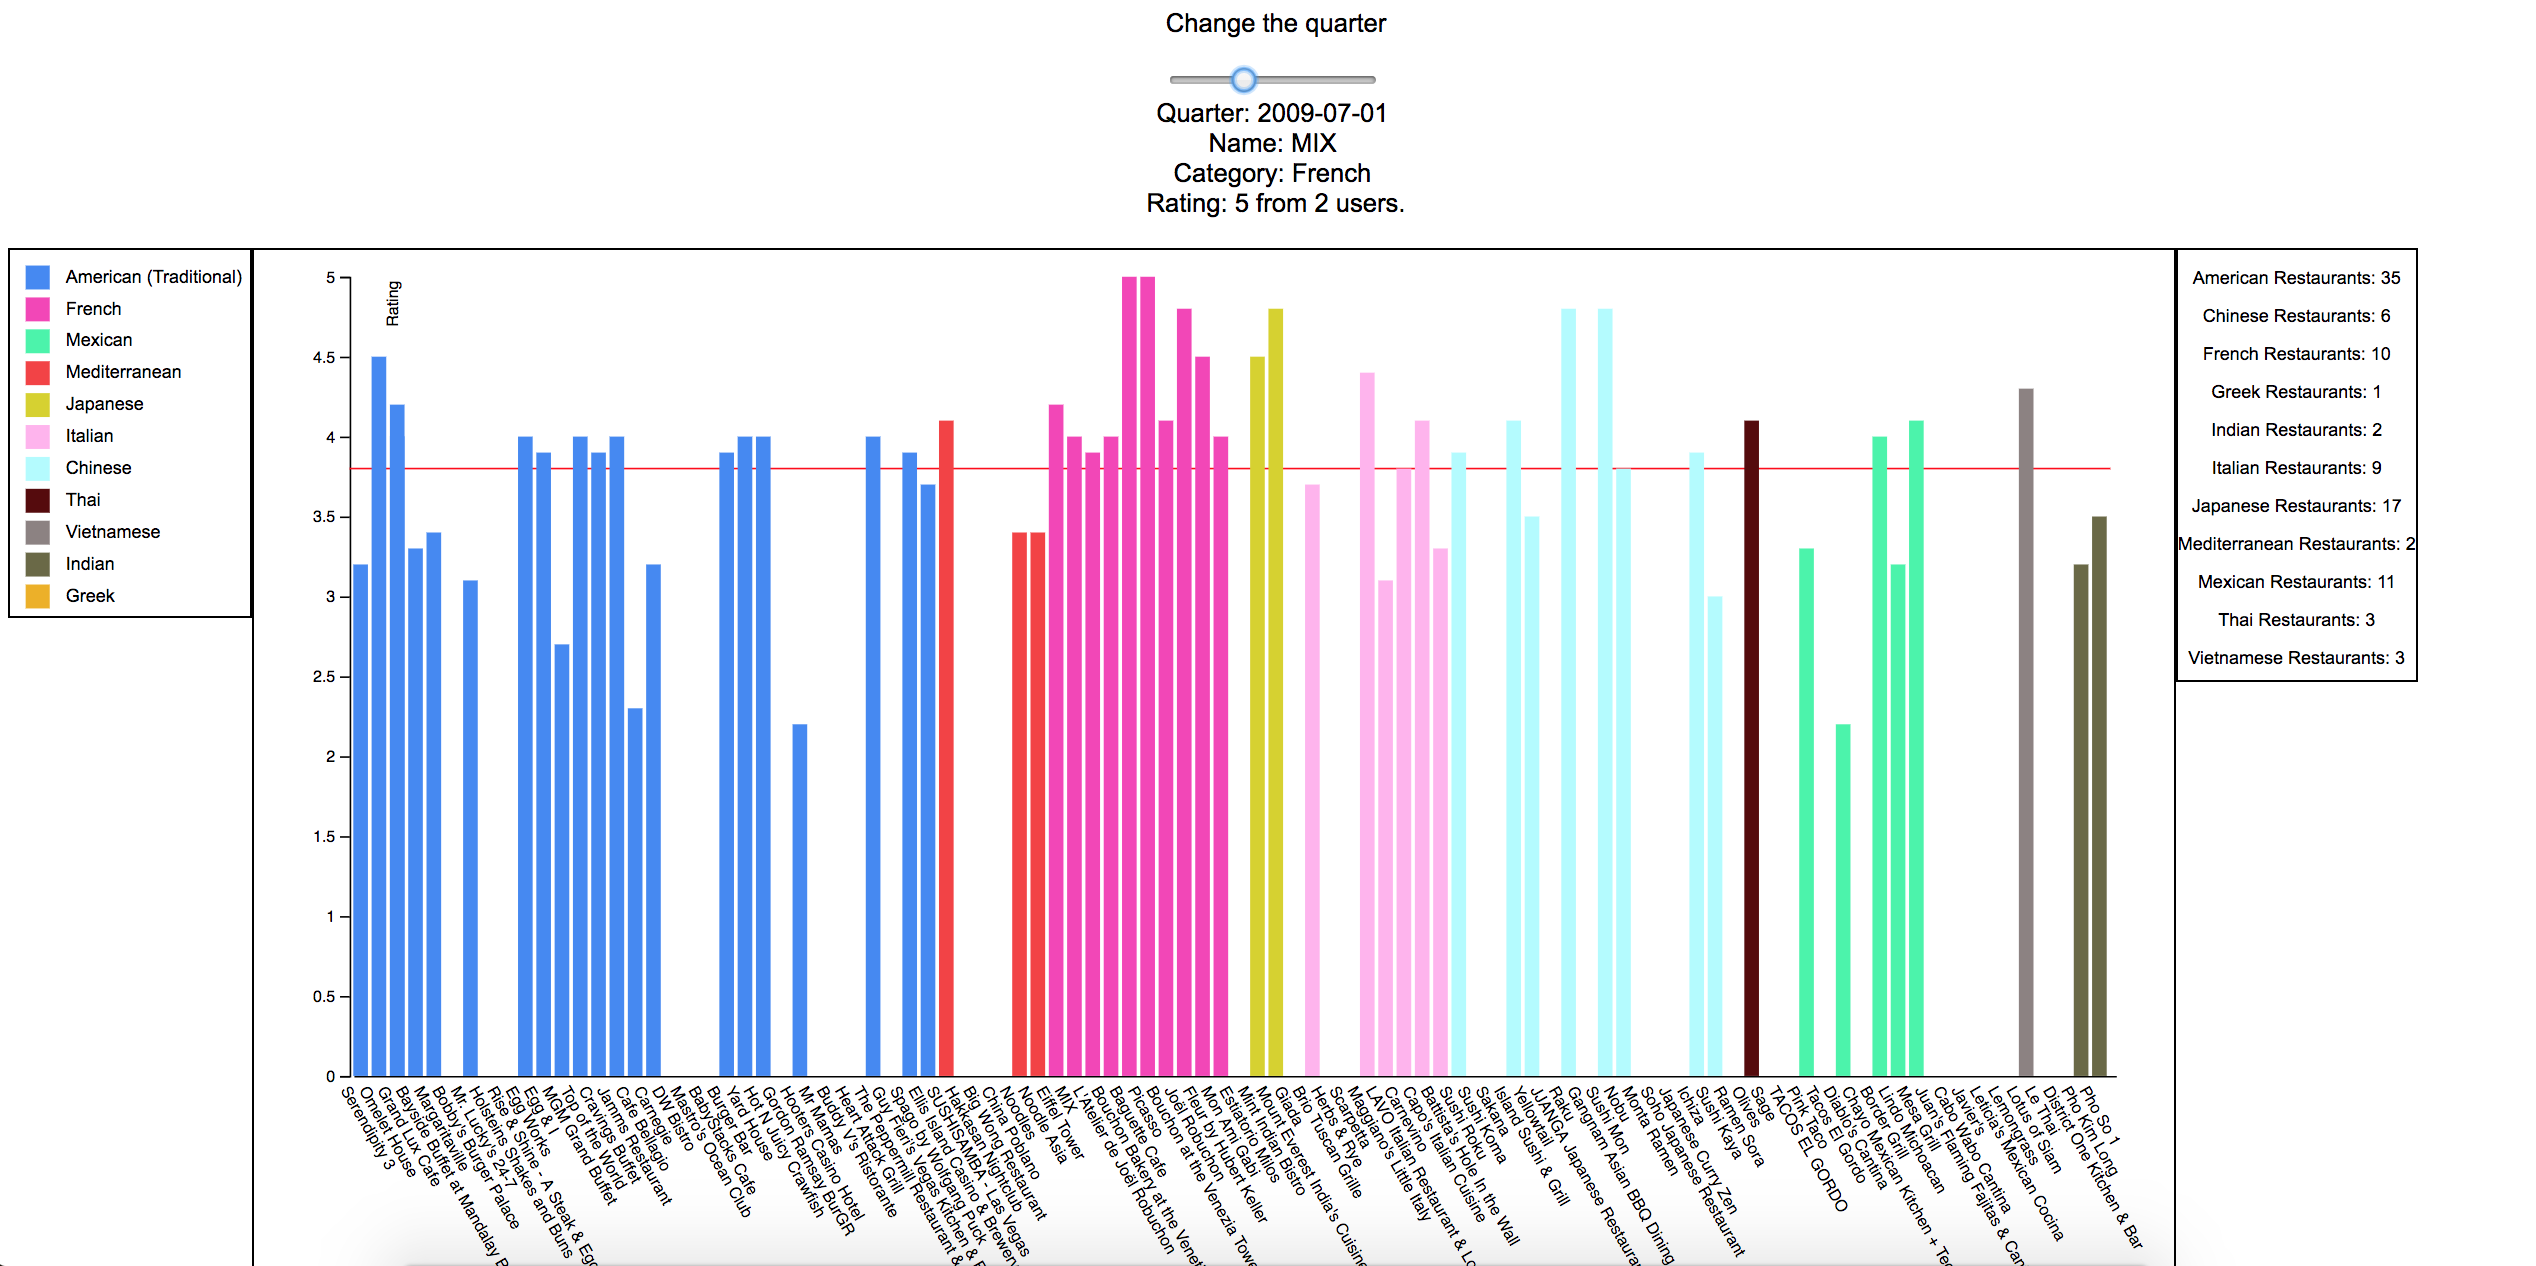 Change the quarter
Quarter: 2009-07-01
Name: MIX
Category: French
Rating: 5 from 2 users.
American (Traditional)
French
Mexican
Mediterranean
Japanese
Italian
Chinese
Thai
Vietnamese
Indian
Greek
5
4.5
4
3.5
3
2.5
2
1.5
1
0.5
0
Rating
Serendipity 3
Omelet House
Grand Lux Cafe
Bayside Buffet at Mandalay B
Margaritaville
Bobby's Burger Palace
Mr. Lucky's 24-7
Holsteins Shakes and Buns
Rise & Shine - A Steak & Egg
Egg Works
Egg & I
MGM Grand Buffet
Top of the World
Cravings Buffet
Jamms Restaurant
Cafe Bellagio
Carnegie
DW Bistro
Mastro's Ocean Club
BabyStacks Cafe
Burger Bar
Yard House
Hot N Juicy Crawfish
Gordon Ramsay BurGR
Hooters Casino Hotel
Mr Mamas
Buddy V's Ristorante
Heart Attack Grill
The Peppermill Restaurant &
Guy Fieri's Vegas Kitchen &
Spago by Wolfgang Puck
Ellis Island Casino & Brewery
SUSHISAMBA - Las Vegas
Hakkasan Nightclub
Big Wong Restaurant
China Poblano
Noodles
Noodle Asia
Eiffel Tower
MIX
L'Atelier de Joël Robuchon
Bouchon Bakery at the Veneti
Baguette Cafe
Picasso
Bouchon at the Venezia Towe
Joël Robuchon
Fleur by Hubert Keller
Mon Ami Gabi
Estiatorio Milos
Mint Indian Bistro
Mount Everest India's Cuisine
Giada
Brio Tuscan Grille
Herbs & Rye
Scarpetta
Maggiano's Little Italy
LAVO Italian Restaurant & Lo
Carnevino
Capo's Italian Cuisine
Battista's Hole In the Wall
Sushi Roku
Sushi Koma
Sakana
Island Sushi & Grill
Yellowtail
JJANGA Japanese Restaura
Raku
Gangnam Asian BBQ Dining
Sushi Mon
Nobu
Monta Ramen
Soho Japanese Restaurant
Japanese Curry Zen
Ichiza
Sushi Kaya
Ramen Sora
Olives
Sage
TACOS EL GORDO
Pink Taco
Tacos El Gordo
Diablo's Cantina
Chayo Mexican Kitchen + Te
Border Grill
Lindo Michoacan
Mesa Grill
Juan's Flaming Fajitas & Can
Cabo Wabo Cantina
Javier's
Leticia's Mexican Cocina
Lemongrass
Lotus of Siam
Le Thai
District One Kitchen & Bar
Pho Kim Long
Pho So 1
American Restaurants: 35
Chinese Restaurants: 6
French Restaurants: 10
Greek Restaurants: 1
Indian Restaurants: 2
Italian Restaurants: 9
Japanese Restaurants: 17
Mediterranean Restaurants: 2
Mexican Restaurants: 11
Thai Restaurants: 3
Vietnamese Restaurants: 3